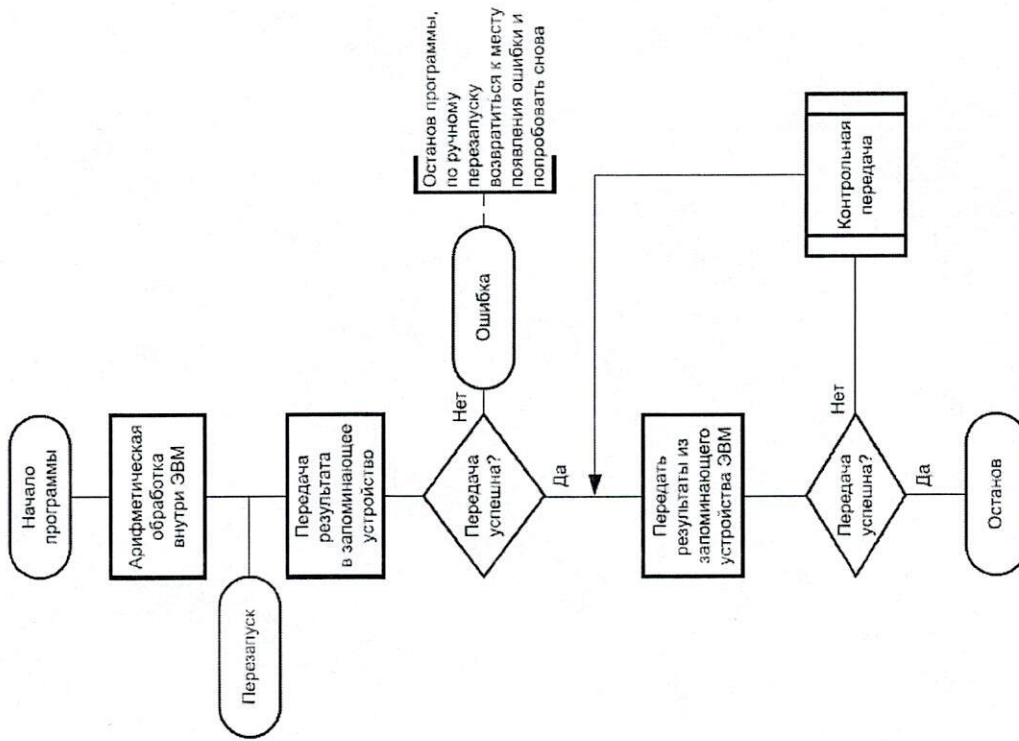 Начало
программы
Арифметическая
обработка
внутри ЭВМ
Перезапуск
Передача
результата
в запоминающее
устройство
Передача
успешна?
Нет
Ошибка
Останов программы,
по ручному
перезапуску
возвратиться к месту
появления ошибки и
попробовать снова
Да
Передать
результаты из
запоминающего
устройства ЭВМ
Передача
успешна?
Нет
Контрольная
передача
Да
Останов